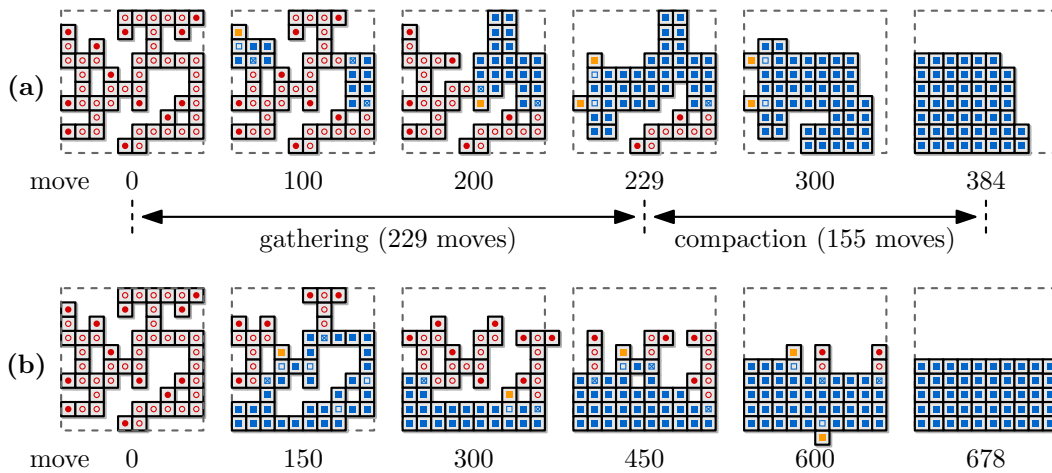 (a)
move 0 100 200 229 300 384
gathering (229 moves) compaction (155 moves)
(b)
move 0 150 300 450 600 678